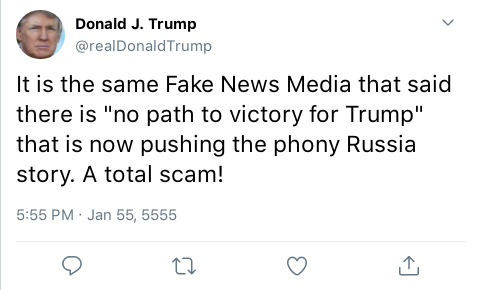 Donald J. Trump
@realDonaldTrump
It is the same Fake News Media that said
there is "no path to victory for Trump"
that is now pushing the phony Russia
story. A total scam!
5:55 PM · Jan 55, 5555